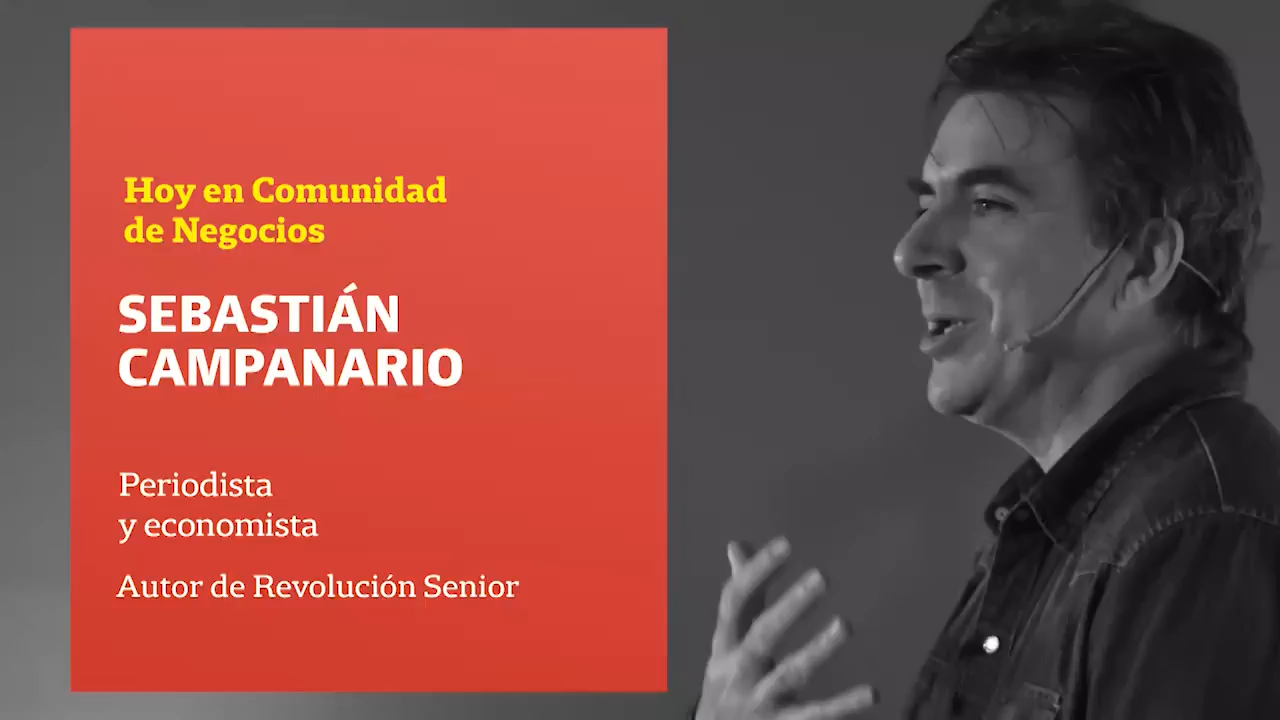 Hoy en Comunidad
de Negocios
SEBASTIÁN
CAMPANARIO
Periodista
y economista
Autor de Revolución Senior